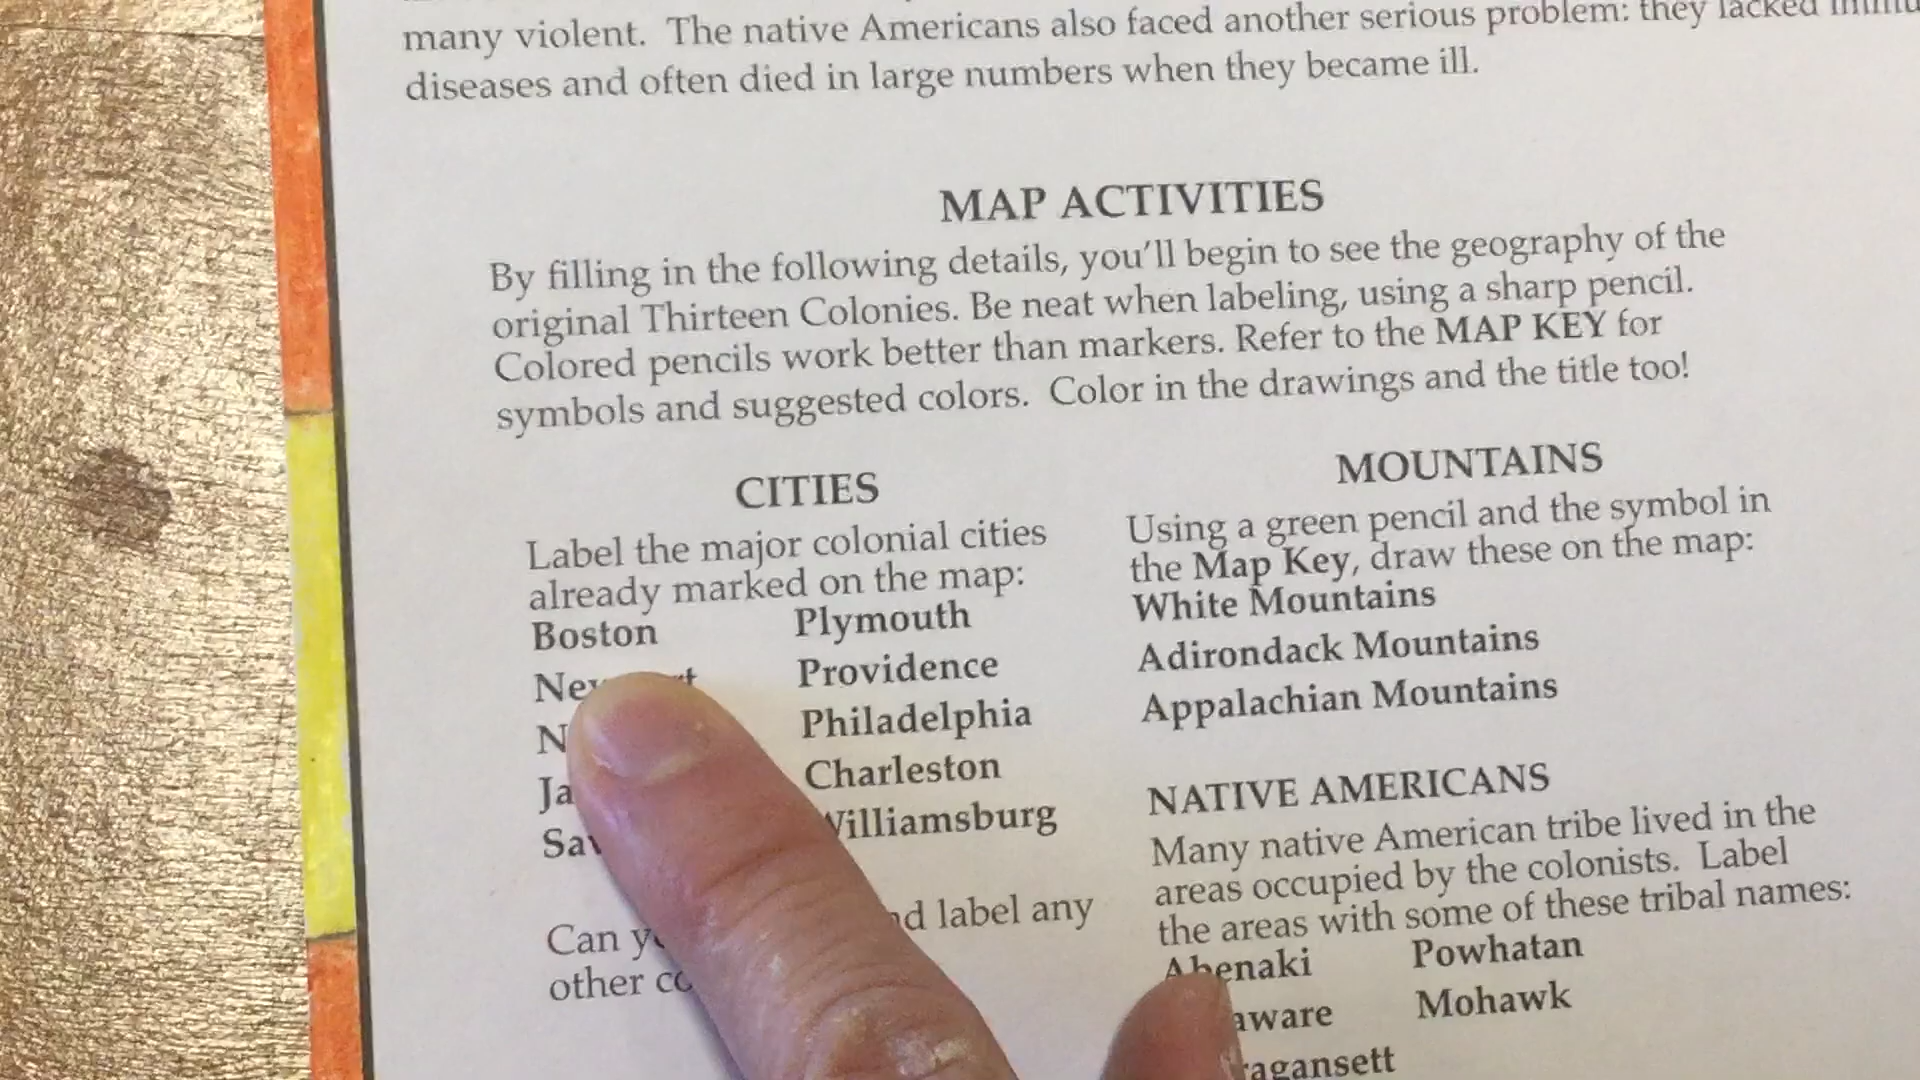 many violent. The native Americans also faced another serious problem: they lacked
diseases and often died in large numbers when they became ill.
MAP ACTIVITIES
By filling in the following details, you'll begin to see the geography of the
original Thirteen Colonies. Be neat when labeling, using a sharp pencil.
Colored pencils work better than markers. Refer to the MAP KEY for
symbols and suggested colors. Color in the drawings and the title too!
CITIES
Label the major colonial cities
already marked on the map:
Boston Plymouth
Providence
Philadelphia
Charleston
Williamsburg
Can label any
other
MOUNTAINS
Using a green pencil and the symbol in
the Map Key, draw these on the map:
White Mountains
Adirondack Mountains
Appalachian Mountains
NATIVE AMERICANS
Many native American tribe lived in the
areas occupied by the colonists. Label
the areas with some of these tribal names:
Abenaki Powhatan
Mohawk